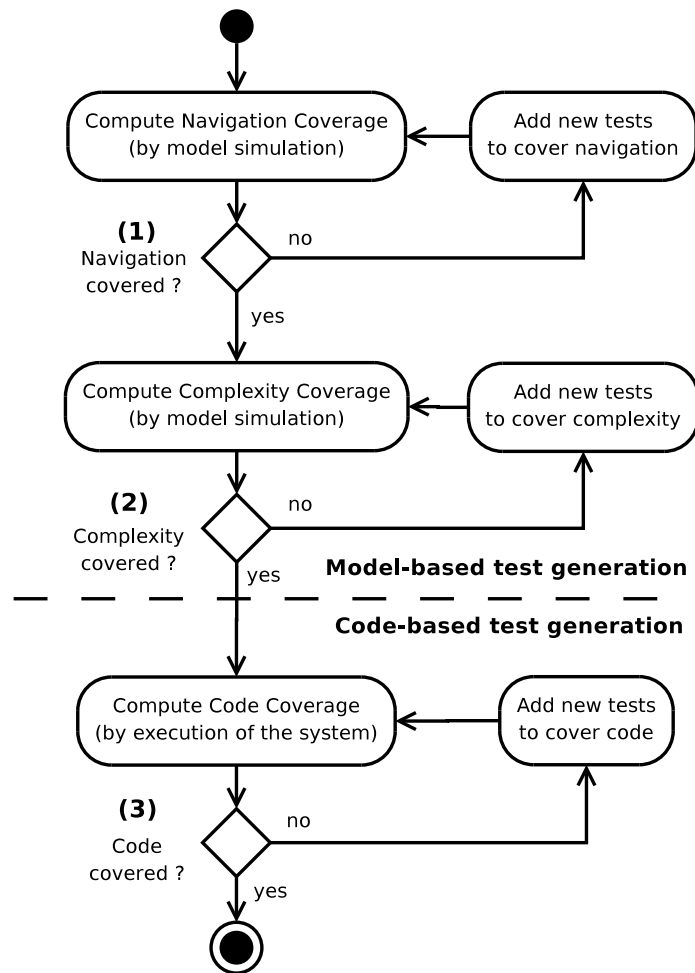 Compute Navigation Coverage
(by model simulation)
Add new tests
to cover navigation
(1)
Navigation
covered ?
no
yes
Compute Complexity Coverage
(by model simulation)
Add new tests
to cover complexity
(2)
Complexity
covered ?
no
yes
Model-based test generation
Code-based test generation
Compute Code Coverage
(by execution of the system)
Add new tests
to cover code
(3)
Code
covered ?
no
yes